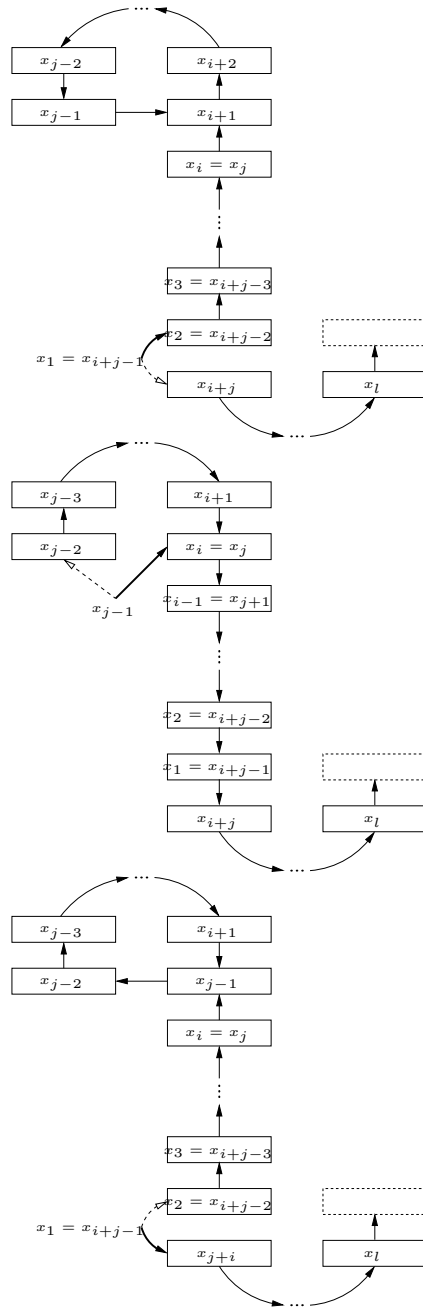 ...
x_{j-2} x_{i+2}
x_{j-1} x_{i+1}
x_i = x_j
⋮
x_3 = x_{i+j-3}
x_2 = x_{i+j-2}
x_1 = x_{i+j-1}
x_{i+j} x_l
...
...
x_{j-3} x_{i+1}
x_{j-2} x_i = x_j
x_{j-1} x_{i-1} = x_{j+1}
⋮
x_2 = x_{i+j-2}
x_1 = x_{i+j-1}
x_{i+j} x_l
...
...
x_{j-3} x_{i+1}
x_{j-2} x_{j-1}
x_i = x_j
⋮
x_3 = x_{i+j-3}
x_2 = x_{i+j-2}
x_1 = x_{i+j-1}
x_{j+i} x_l
...